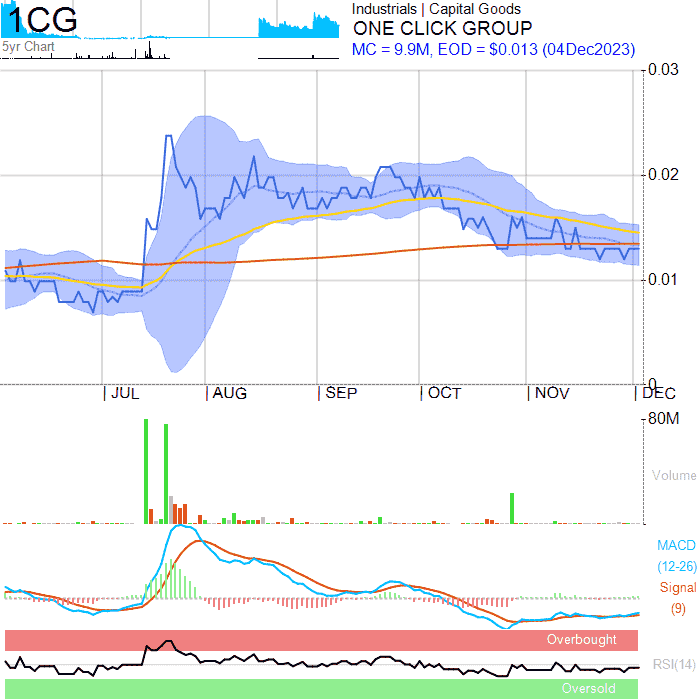 1CG
5yr Chart
Industrials | Capital Goods
ONE CLICK GROUP
MC = 9.9M, EOD = $0.013 (04Dec2023)
0.03
0.02
0.01
0
JUL
AUG
SEP
OCT
NOV
DEC
80M
Volume
MACD
(12-26)
Signal
(9)
Overbought
RSI(14)
Oversold